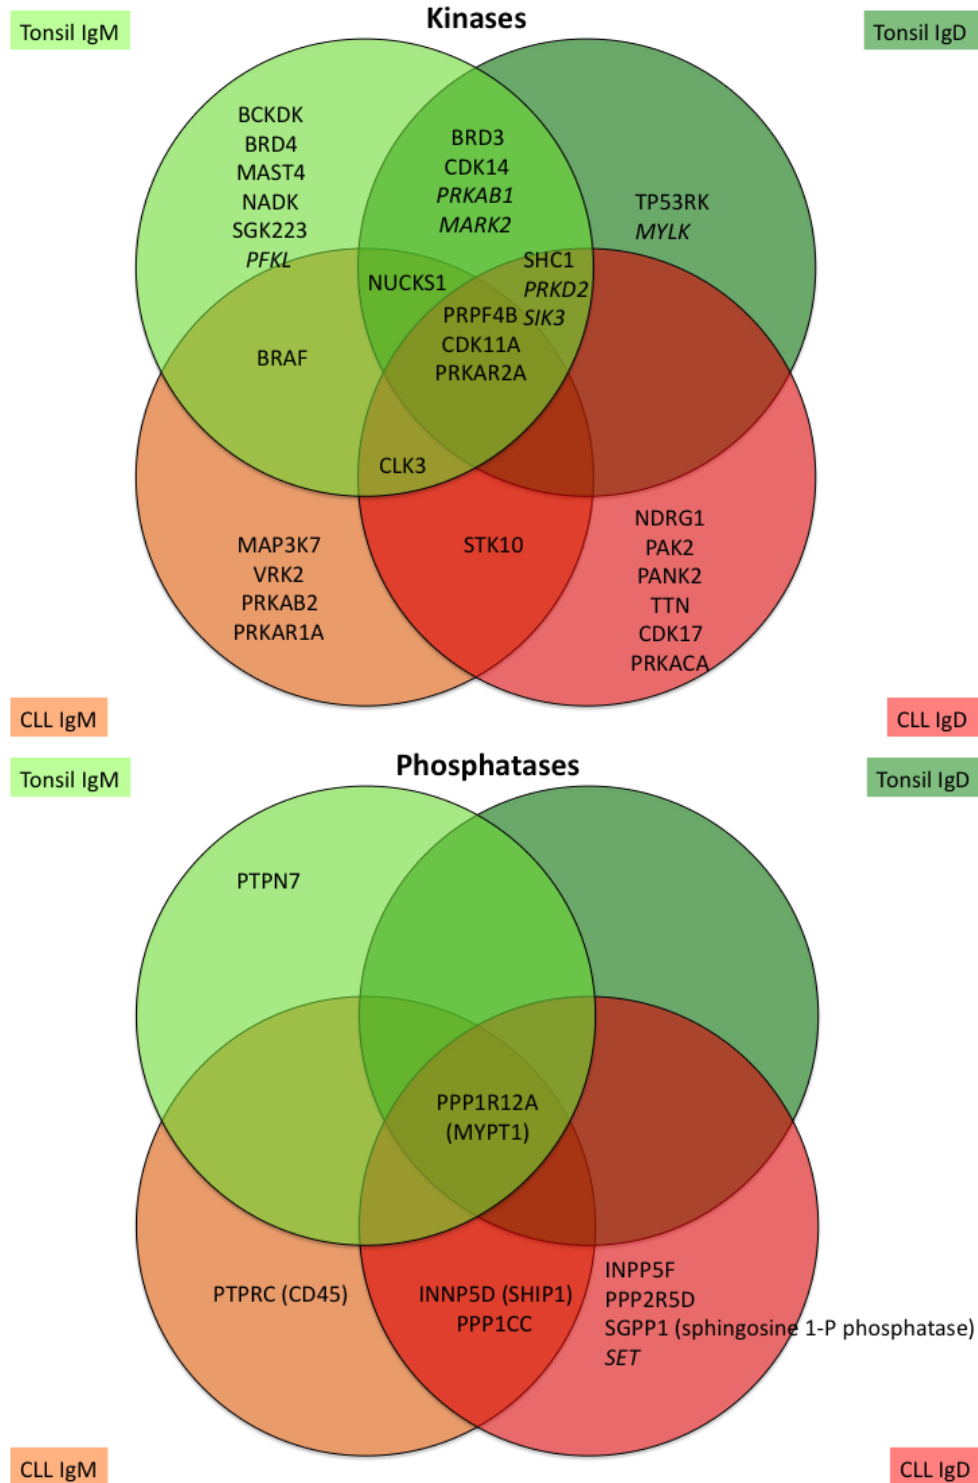 Kinases
Tonsil IgM
Tonsil IgD
BCKDK
BRD4
MAST4
NADK
SGK223
PFKL
BRD3
CDK14
PRKAB1
MARK2
TP53RK
MYLK
NUCKS1
SHC1
PRKD2
SIK3
PRPF4B
CDK11A
PRKAR2A
BRAF
CLK3
MAP3K7
VRK2
PRKAB2
PRKAR1A
STK10
NDRG1
PAK2
PANK2
TTN
CDK17
PRKACA
CLL IgM
CLL IgD
Phosphatases
Tonsil IgM
Tonsil IgD
PTPN7
PPP1R12A
(MYPT1)
PTPRC (CD45)
INNP5D (SHIP1)
PPP1CC
INPP5F
PPP2R5D
SGPP1 (sphingosine 1-P phosphatase)
SET
CLL IgM
CLL IgD